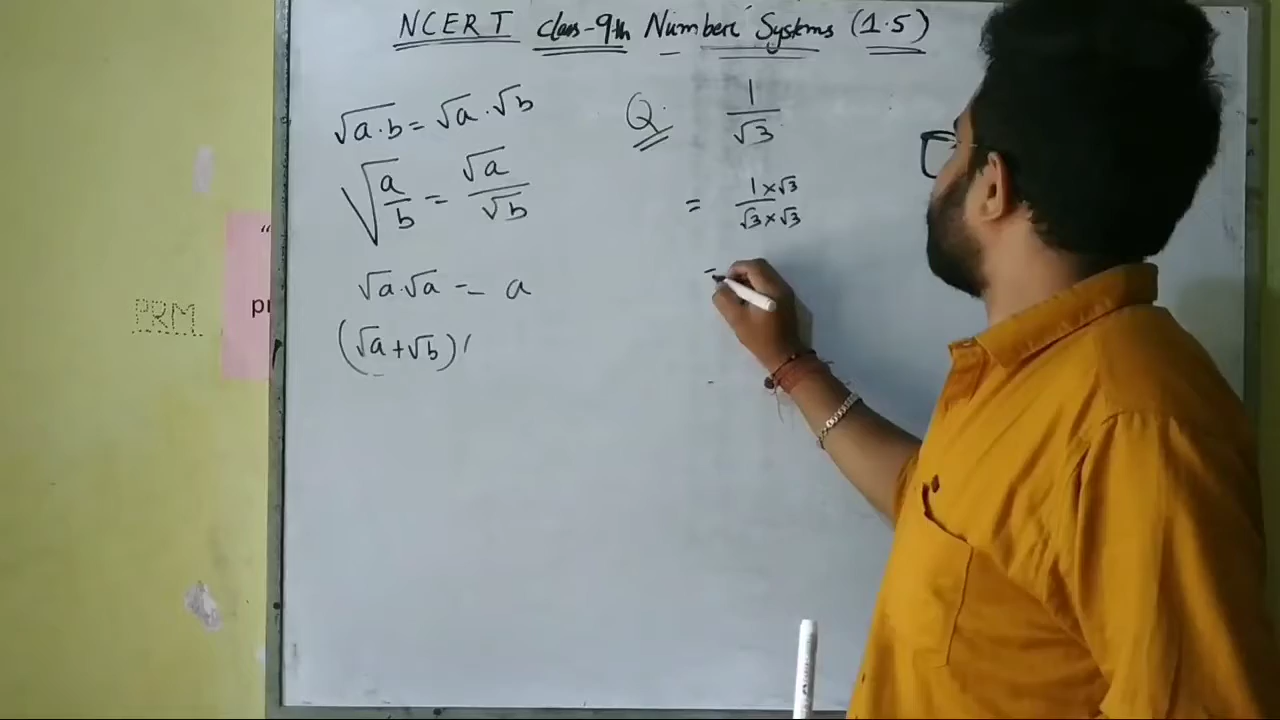 NCERT Class-9th Number Systems (1.5)
√a·b = √a · √b
√(a/b) = √a/√b
√a·√a = a
(√a+√b)(
Q. 1/√3
= 1×√3/√3×√3
=
PRM
“
pr